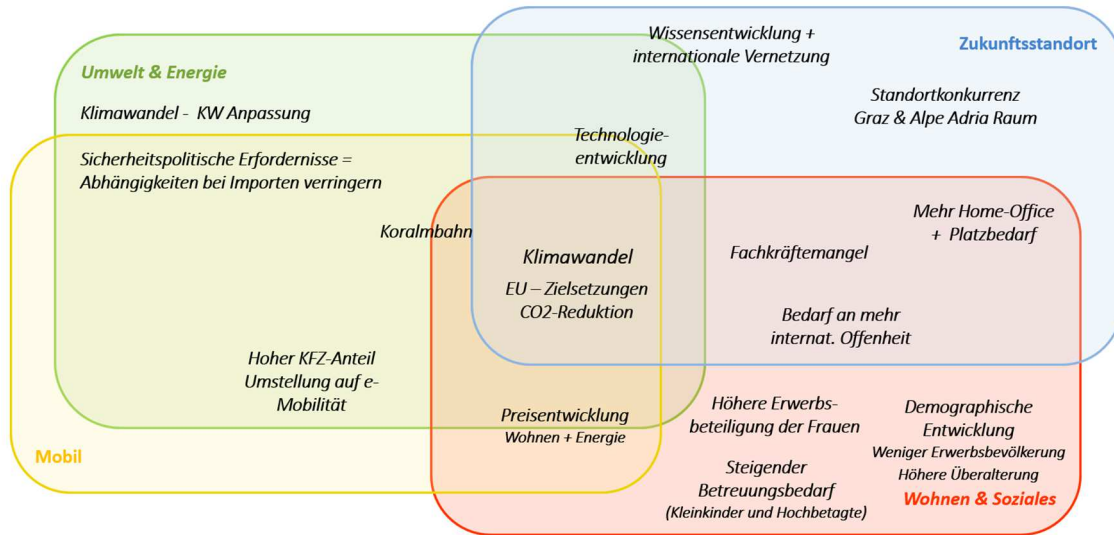 Wissensentwicklung +
internationale Vernetzung
Zukunftsstandort
Umwelt & Energie
Standortkonkurrenz
Graz & Alpe Adria Raum
Klimawandel - KW Anpassung
Technologie-
entwicklung
Sicherheitspolitische Erfordernisse =
Abhängigkeiten bei Importen verringern
Mehr Home-Office
+ Platzbedarf
Koralmbahn
Klimawandel
Fachkräftemangel
EU – Zielsetzungen
CO2-Reduktion
Bedarf an mehr
internat. Offenheit
Hoher KFZ-Anteil
Umstellung auf e-
Mobilität
Preisentwicklung
Wohnen + Energie
Höhere Erwerbs-
beteiligung der Frauen
Demographische
Entwicklung
Weniger Erwerbsbevölkerung
Höhere Überalterung
Mobil
Steigender
Betreuungsbedarf
(Kleinkinder und Hochbetagte)
Wohnen & Soziales